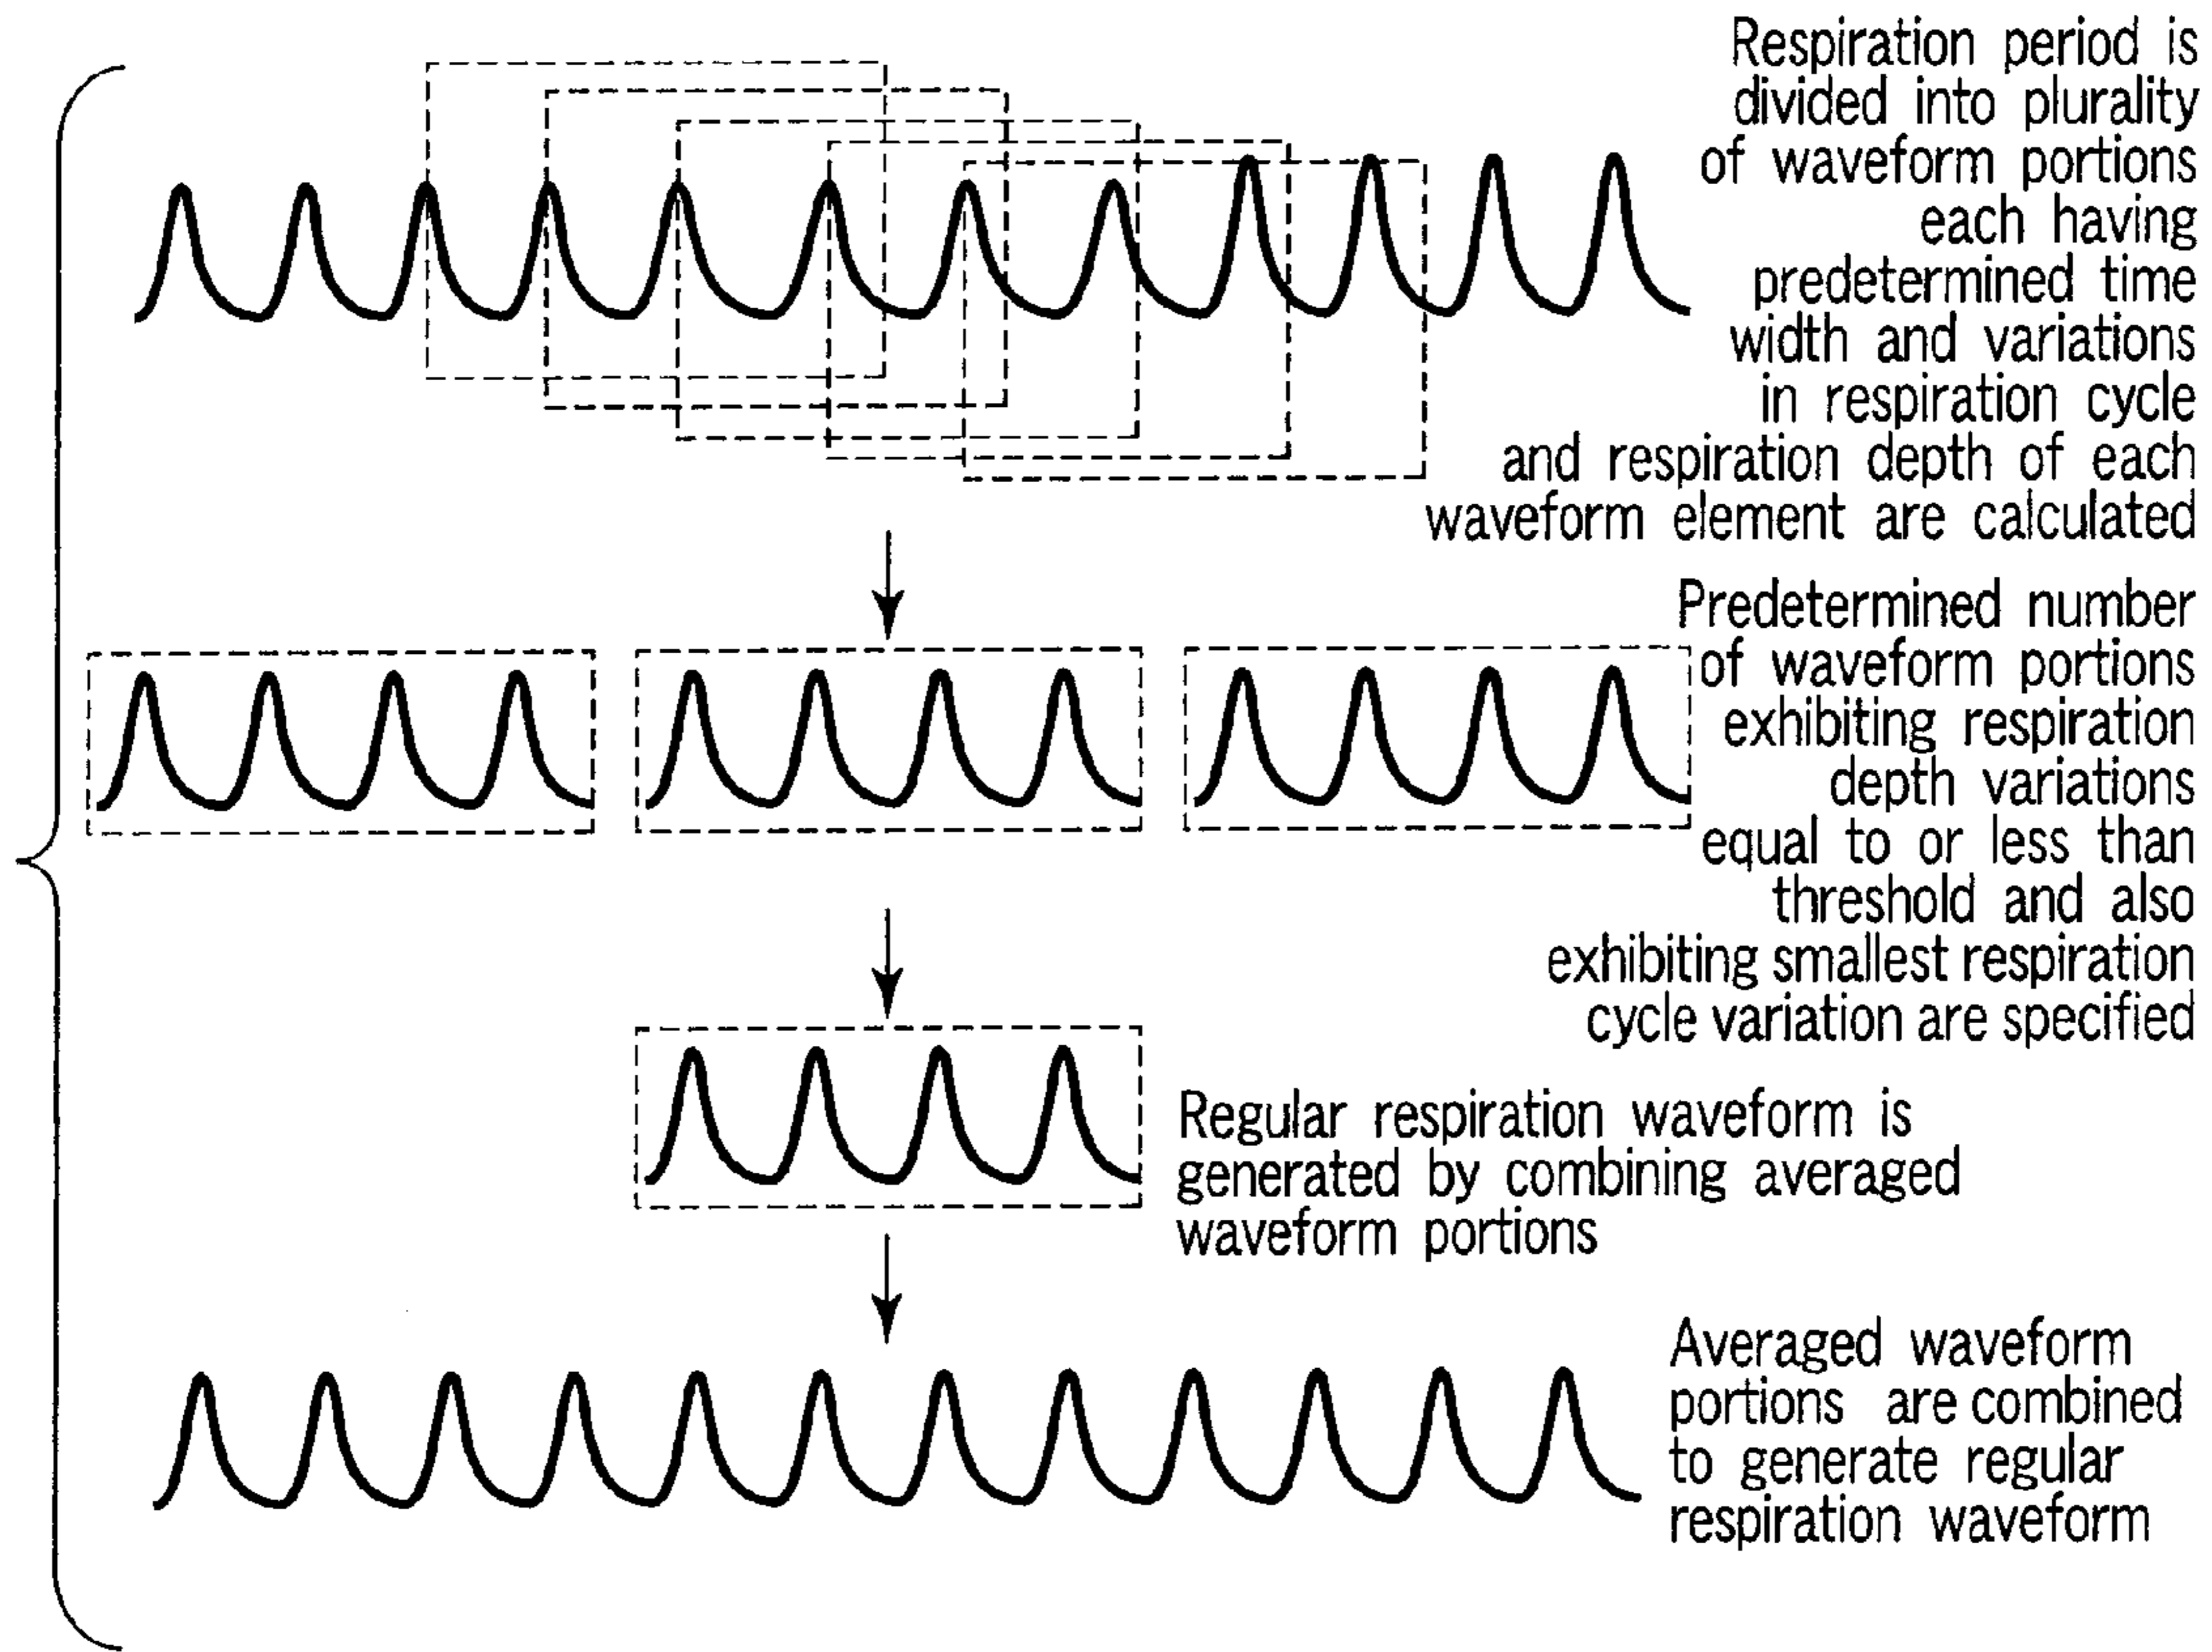 Respiration period is
divided into plurality
of waveform portions
each having
predetermined time
width and variations
in respiration cycle
and respiration depth of each
waveform element are calculated
Predetermined number
of waveform portions
exhibiting respiration
depth variations
equal to or less than
threshold and also
exhibiting smallest respiration
cycle variation are specified
Regular respiration waveform is
generated by combining averaged
waveform portions
Averaged waveform
portions are combined
to generate regular
respiration waveform